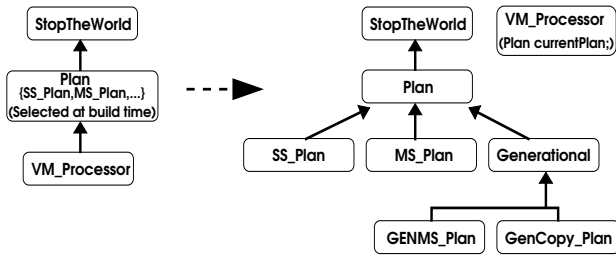 StopTheWorld
Plan
{SS_Plan,MS_Plan,...}
(Selected at build time)
VM_Processor
StopTheWorld
VM_Processor
(Plan currentPlan;)
Plan
SS_Plan
MS_Plan
Generational
GENMS_Plan
GenCopy_Plan